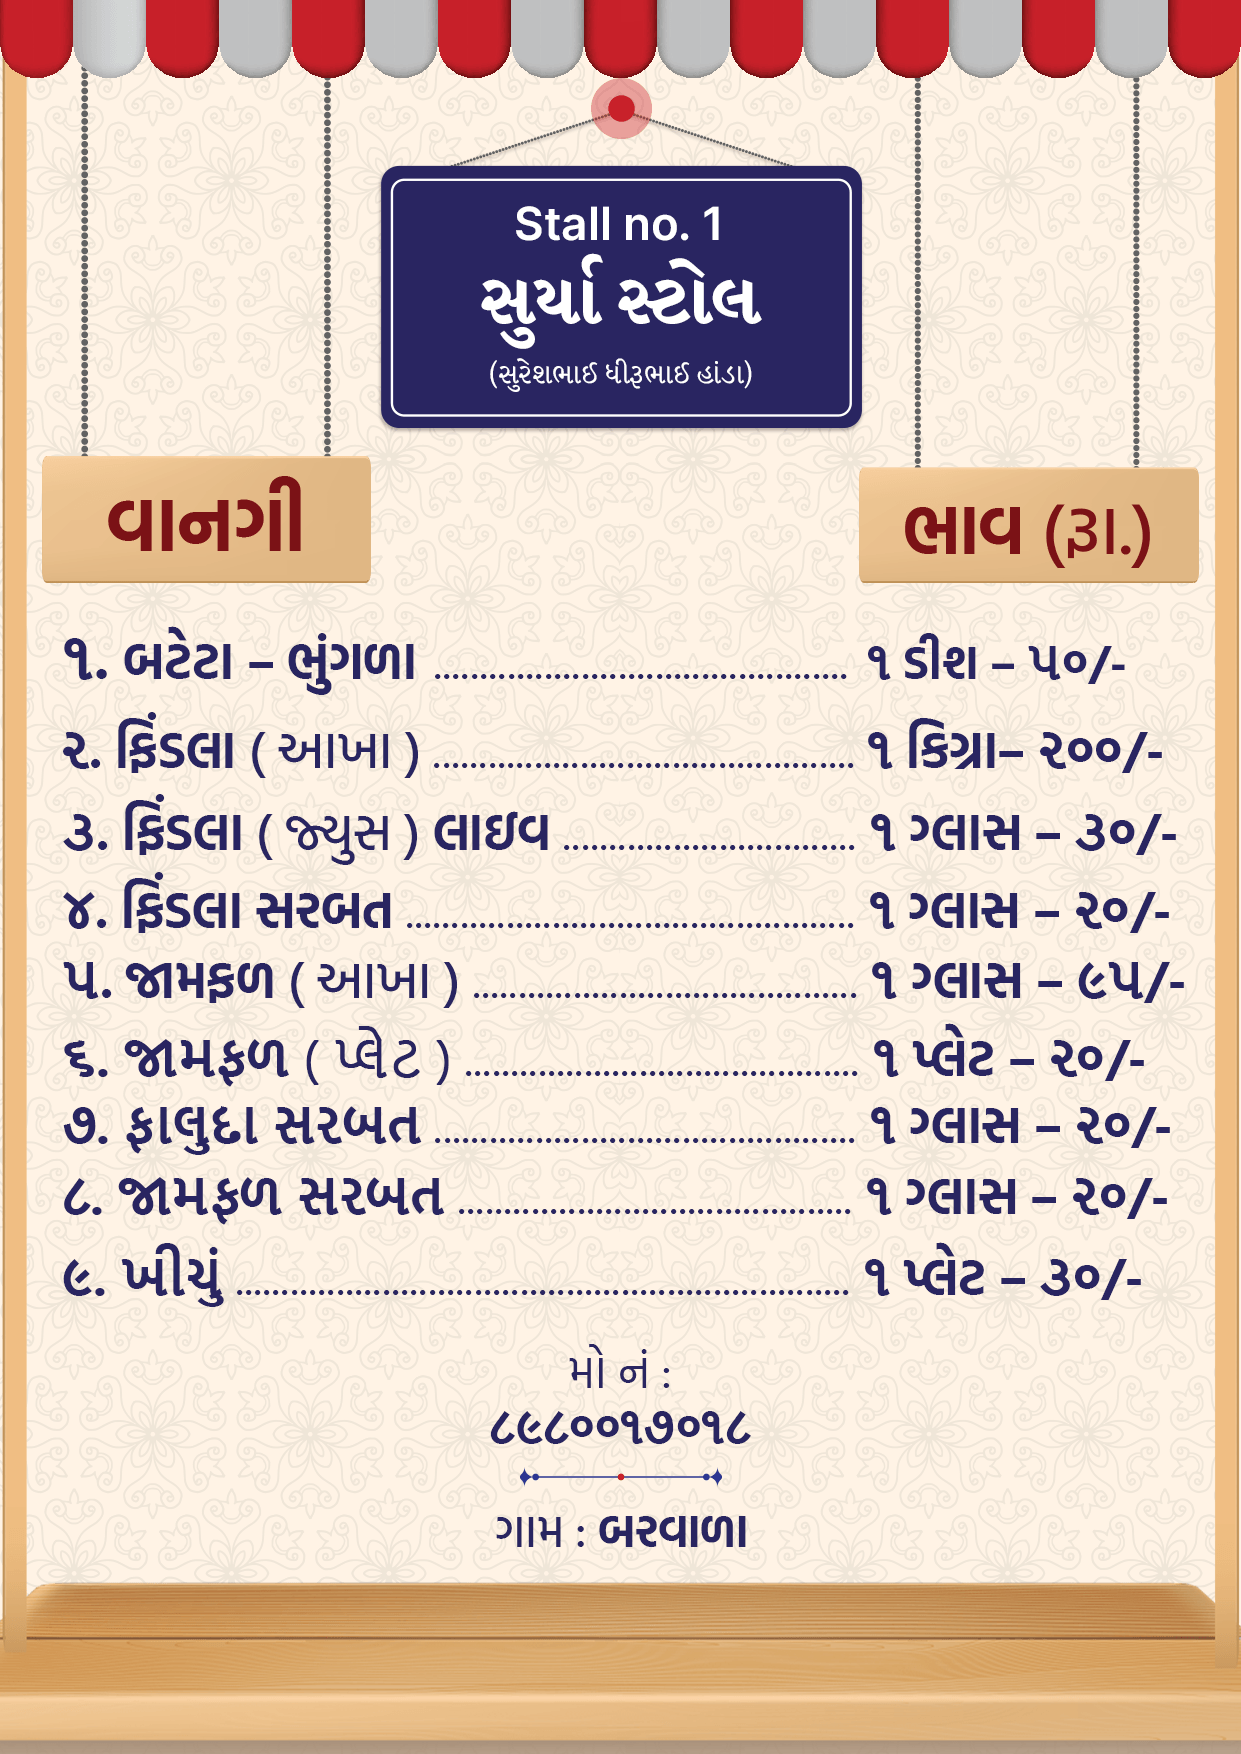 Stall no. 1
સુર્યા સ્ટોલ
(સુરેશભાઈ ધીરૂભાઈ હાંડા)
વાનગી
ભાવ (રૂા.)
૧. બટેટા – ભુંગળા ........................ ૧ ડીશ – ૫૦/-
૨. ફિંડલા ( આખા ) ........................ ૧ કિગ્રા– ૨૦૦/-
૩. ફિંડલા ( જ્યુસ ) લાઈવ ........................ ૧ ગ્લાસ – ૩૦/-
૪. ફિંડલા સરબત ........................ ૧ ગ્લાસ – ૨૦/-
૫. જામફળ ( આખા ) ........................ ૧ ગ્લાસ – ૯૫/-
૬. જામફળ ( પ્લેટ ) ........................ ૧ પ્લેટ – ૨૦/-
૭. ફાલુદા સરબત ........................ ૧ ગ્લાસ – ૨૦/-
૮. જામફળ સરબત ........................ ૧ ગ્લાસ – ૨૦/-
૯. ખીચું ........................ ૧ પ્લેટ – ૩૦/-
મો નં :
૮૯૮૦૦૧૭૦૧૮
ગામ : બરવાળા